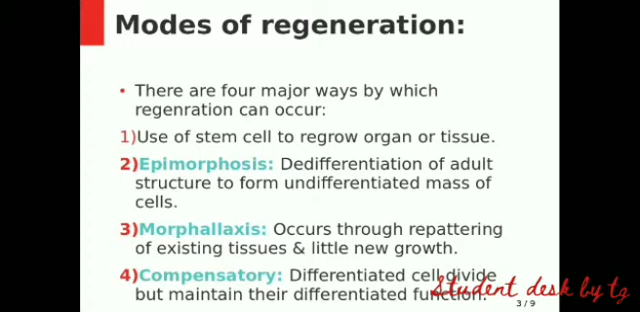 Modes of regeneration:
• There are four major ways by which
regenration can occur:
1)Use of stem cell to regrow organ or tissue.
2)Epimorphosis: Dedifferentiation of adult
structure to form undifferentiated mass of
cells.
3)Morphallaxis: Occurs through repattering
of existing tissues & little new growth.
4)Compensatory: Differentiated cell divide
but maintain their differentiated function.
Student desk by tg
3 / 9